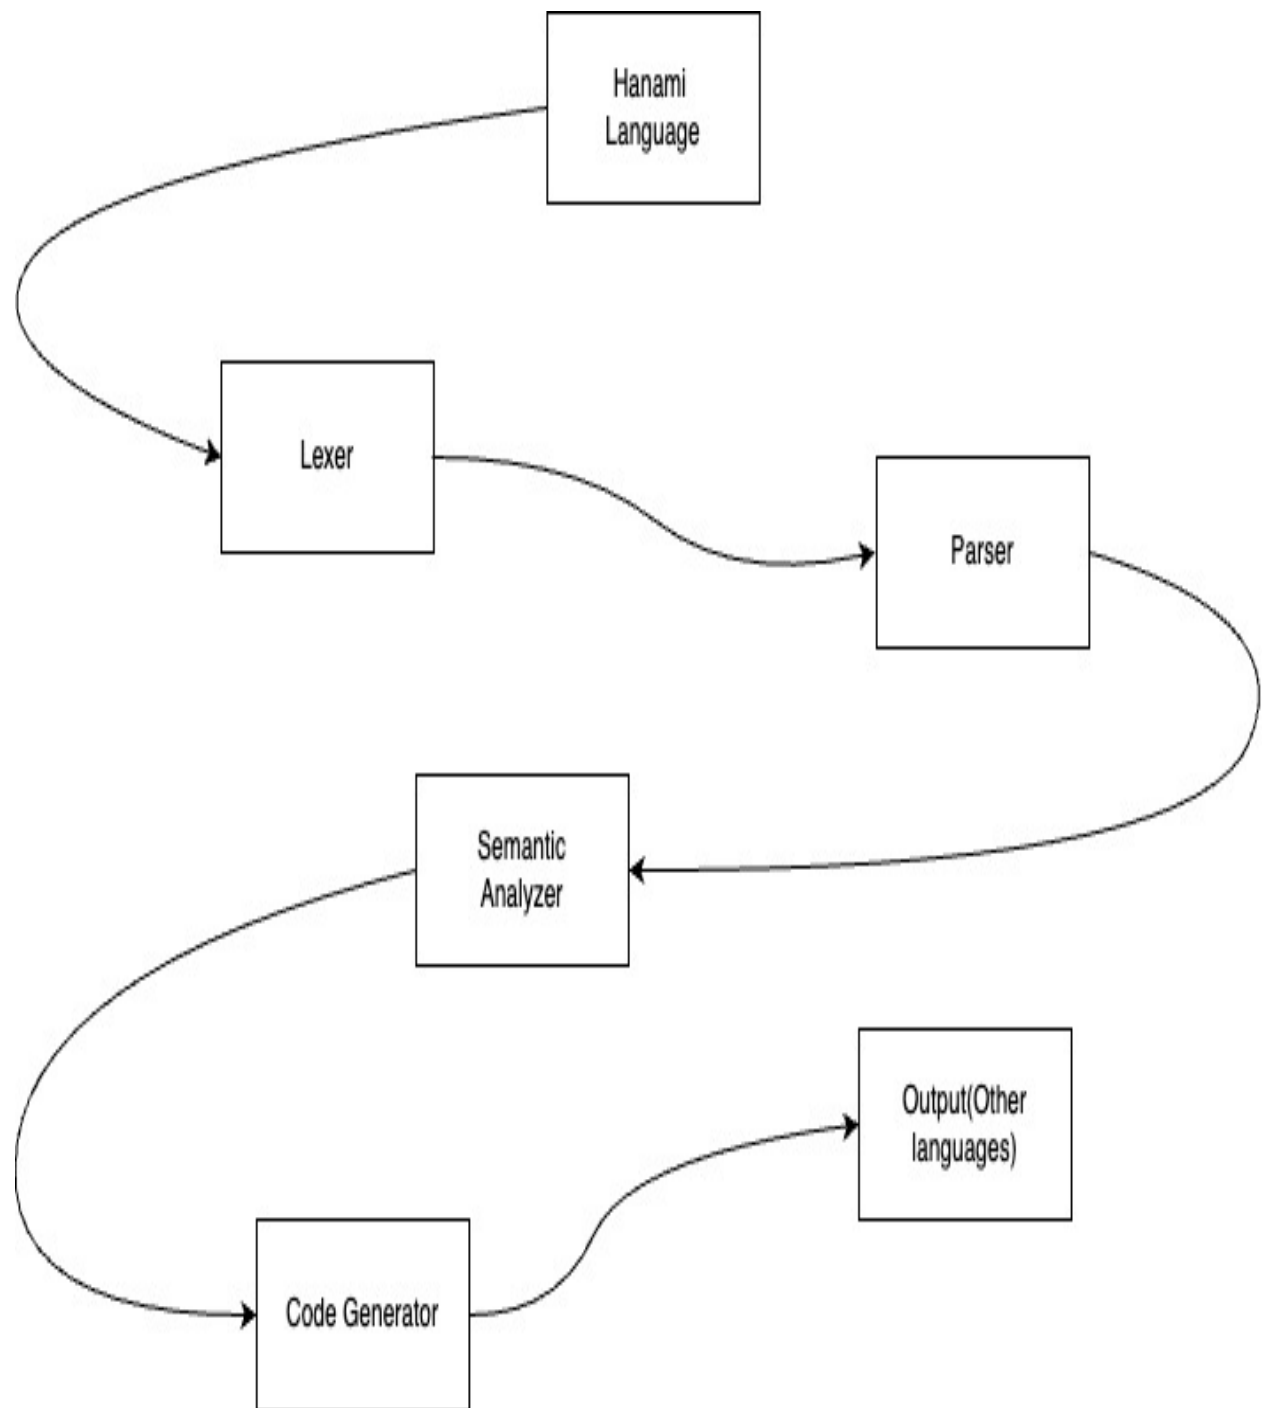 Hanami
Language
Lexer
Parser
Semantic
Analyzer
Output(Other
languages)
Code Generator